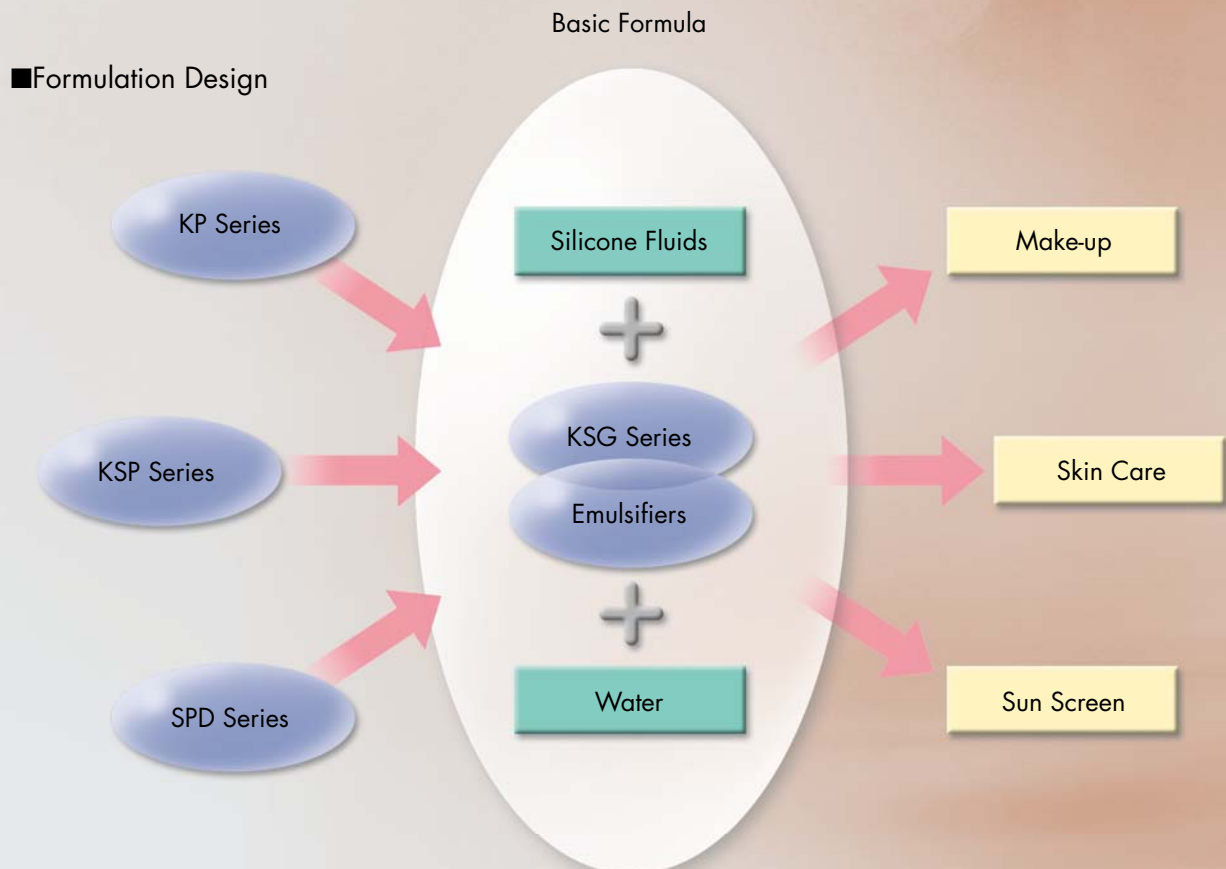 Basic Formula
■Formulation Design
KP Series
Silicone Fluids
Make-up
KSG Series
KSP Series
Skin Care
Emulsifiers
SPD Series
Water
Sun Screen